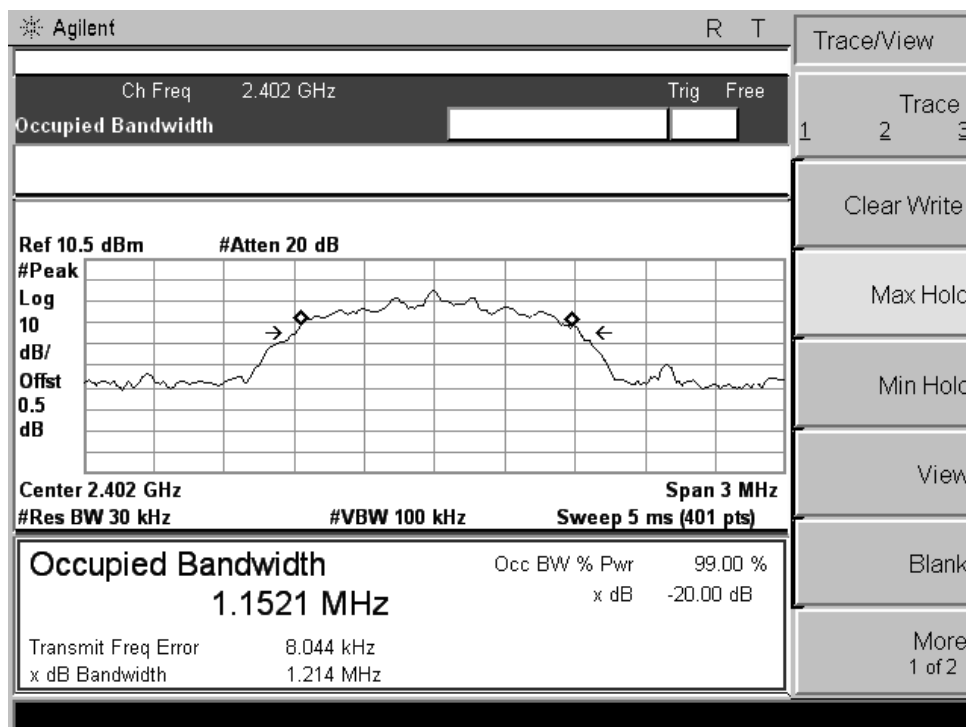 Agilent R T
Trace/View
Ch Freq 2.402 GHz Trig Free
Occupied Bandwidth
Trace
1 2 3
Clear Write
Ref 10.5 dBm #Atten 20 dB
#Peak
Log
10
dB/
Offst
0.5
dB
Max Hold
Min Hold
View
Center 2.402 GHz Span 3 MHz
#Res BW 30 kHz #VBW 100 kHz Sweep 5 ms (401 pts)
Occupied Bandwidth
1.1521 MHz
Occ BW % Pwr 99.00 %
x dB -20.00 dB
Transmit Freq Error 8.044 kHz
x dB Bandwidth 1.214 MHz
Blank
More
1 of 2